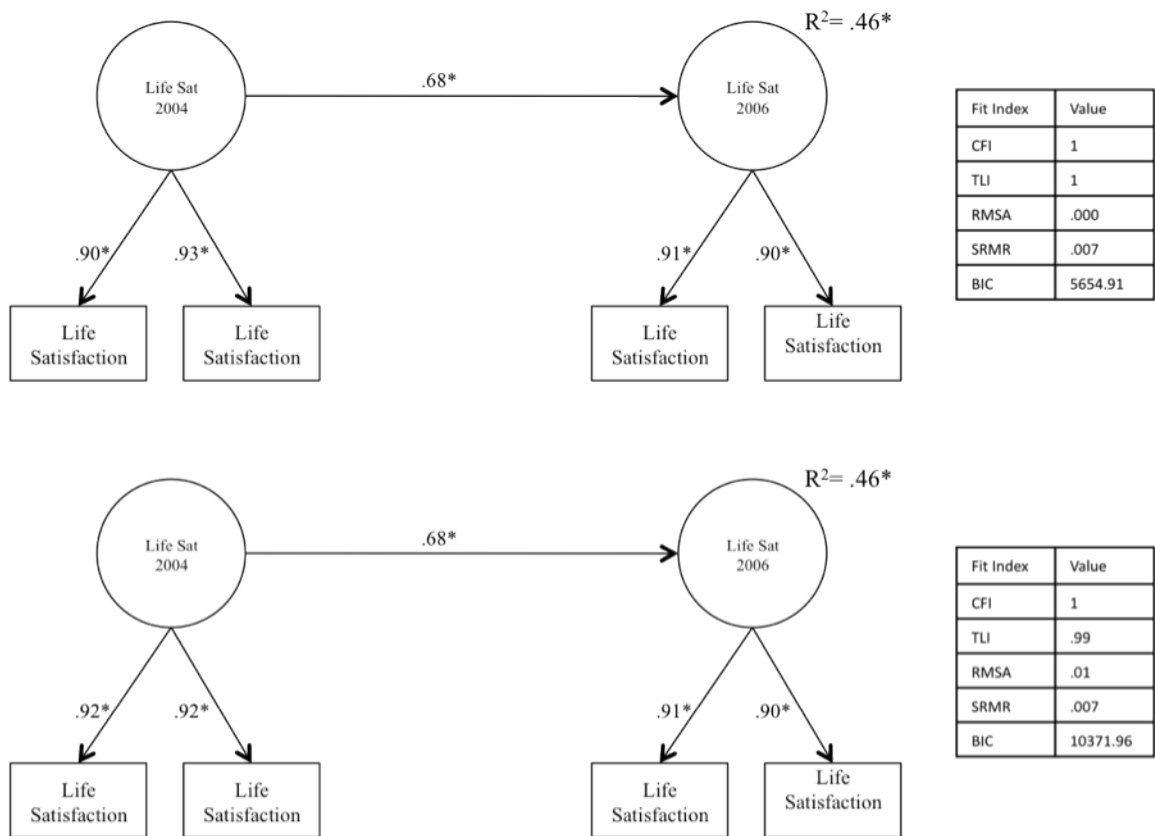 R²= .46*
Life Sat
2004
.68*
Life Sat
2006
.90*
.93*
.91*
.90*
Life
Satisfaction
Life
Satisfaction
Life
Satisfaction
Life
Satisfaction
Fit Index Value
CFI 1
TLI 1
RMSA .000
SRMR .007
BIC 5654.91
R²= .46*
Life Sat
2004
.68*
Life Sat
2006
.92*
.92*
.91*
.90*
Life
Satisfaction
Life
Satisfaction
Life
Satisfaction
Life
Satisfaction
Fit Index Value
CFI 1
TLI .99
RMSA .01
SRMR .007
BIC 10371.96